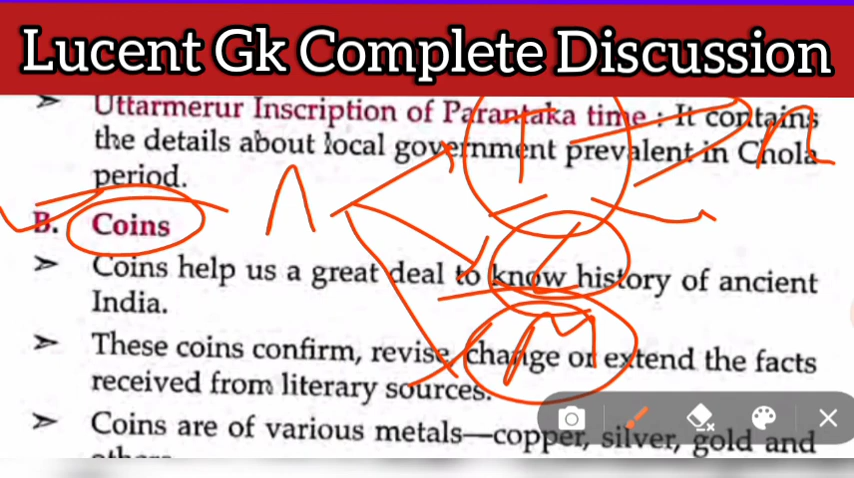 Lucent Gk Complete Discussion
➤ Uttarmerur Inscription of Parantaka time : It contains
the details about local government prevalent in Chola
period.
B. Coins
➤ Coins help us a great deal to know history of ancient
India.
➤ These coins confirm, revise, change or extend the facts
received from literary sources.
➤ Coins are of various metals—copper, silver, gold and